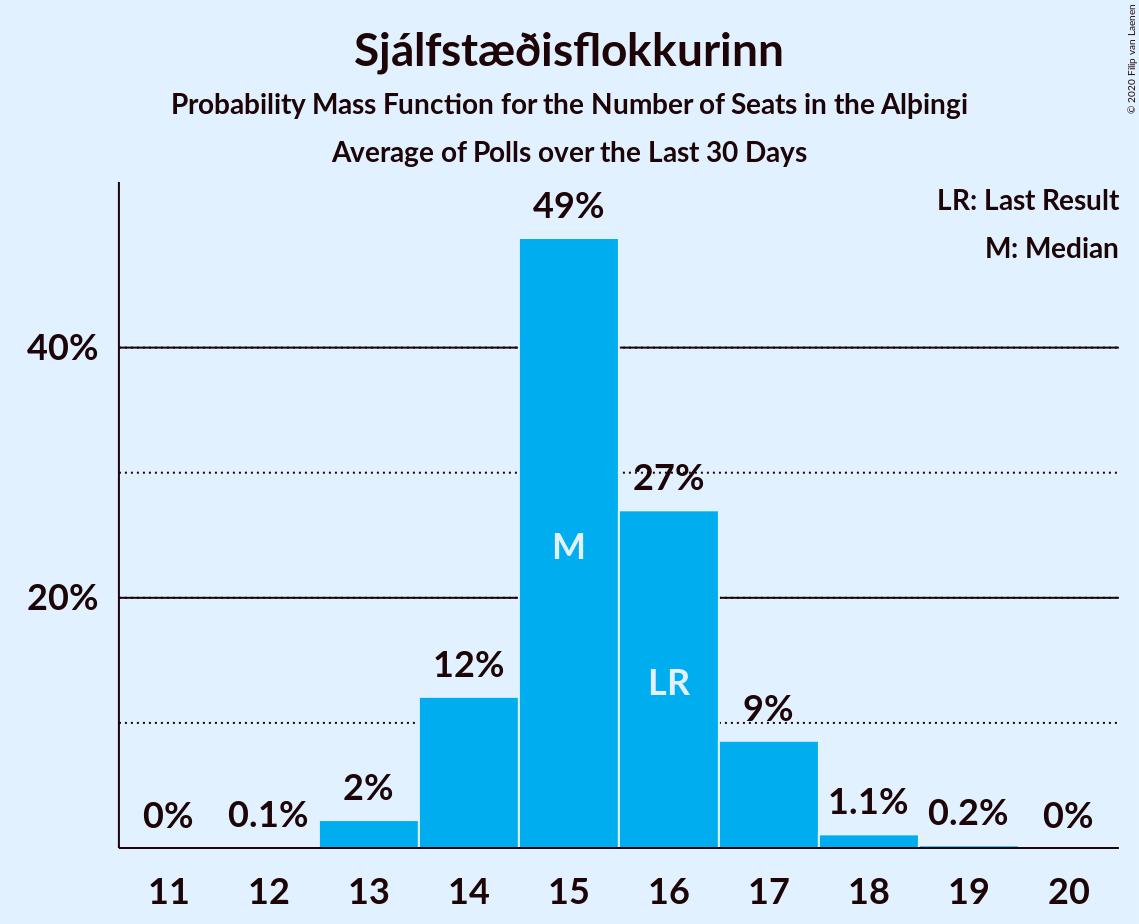 Sjálfstæðisflokkurinn
Probability Mass Function for the Number of Seats in the Alþingi
Average of Polls over the Last 30 Days
© 2020 Filip van Laenen
LR: Last Result
M: Median
40%
20%
0%
0.1%
2%
12%
49%
27%
9%
1.1%
0.2%
0%
M
LR
11 12 13 14 15 16 17 18 19 20